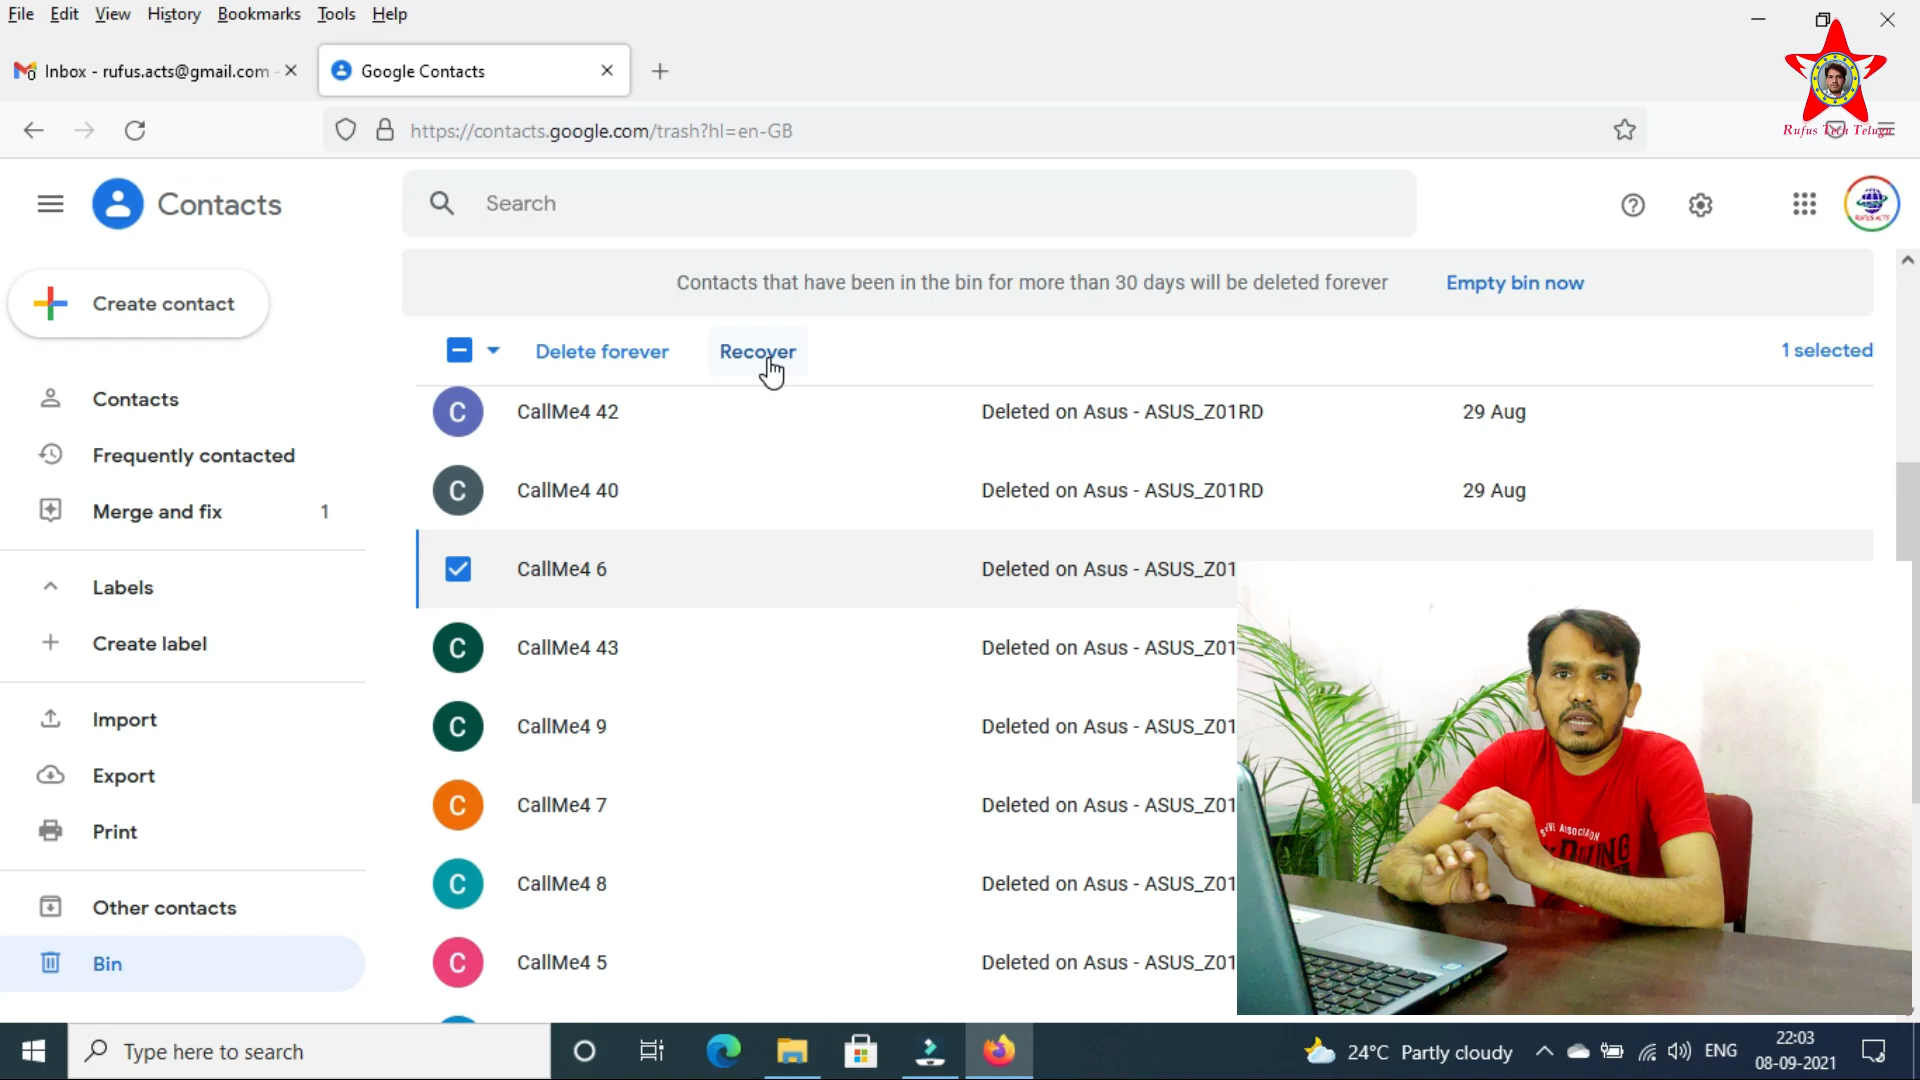 File Edit View History Bookmarks Tools Help
Inbox - rufus.acts@gmail.com -
Google Contacts
https://contacts.google.com/trash?hl=en-GB
Rufus Tech Telugu
Contacts
Search
RUFUS ACTS
Create contact
Contacts that have been in the bin for more than 30 days will be deleted forever
Empty bin now
Delete forever
Recover
1 selected
Contacts
Frequently contacted
Merge and fix 1
Labels
Create label
Import
Export
Print
Other contacts
Bin
C CallMe4 42 Deleted on Asus - ASUS_Z01RD 29 Aug
C CallMe4 40 Deleted on Asus - ASUS_Z01RD 29 Aug
CallMe4 6 Deleted on Asus - ASUS_Z01
C CallMe4 43 Deleted on Asus - ASUS_Z01
C CallMe4 9 Deleted on Asus - ASUS_Z01
C CallMe4 7 Deleted on Asus - ASUS_Z01
C CallMe4 8 Deleted on Asus - ASUS_Z01
C CallMe4 5 Deleted on Asus - ASUS_Z01
ASSOCIATION
Type here to search
24°C Partly cloudy
ENG
22:03
08-09-2021